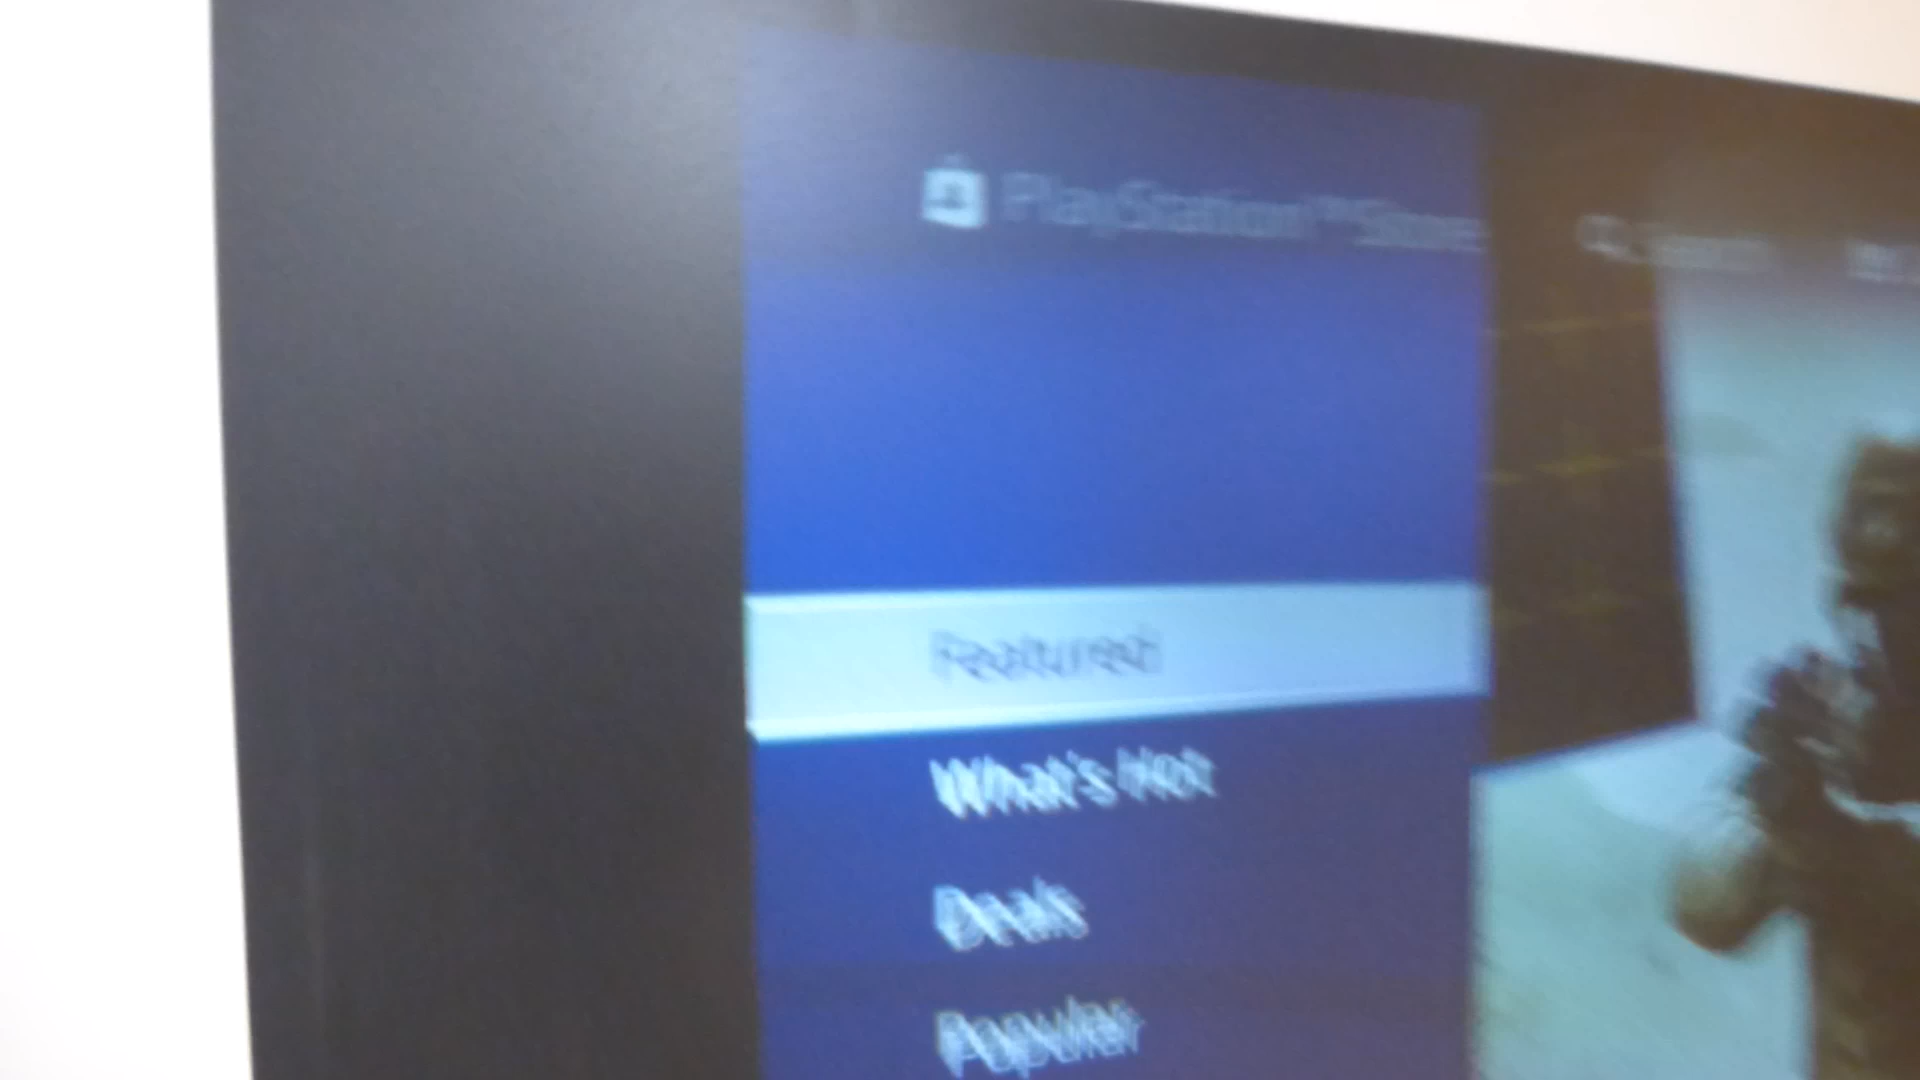 PlayStation™Store
Featured
What's Hot
Deals
Popular